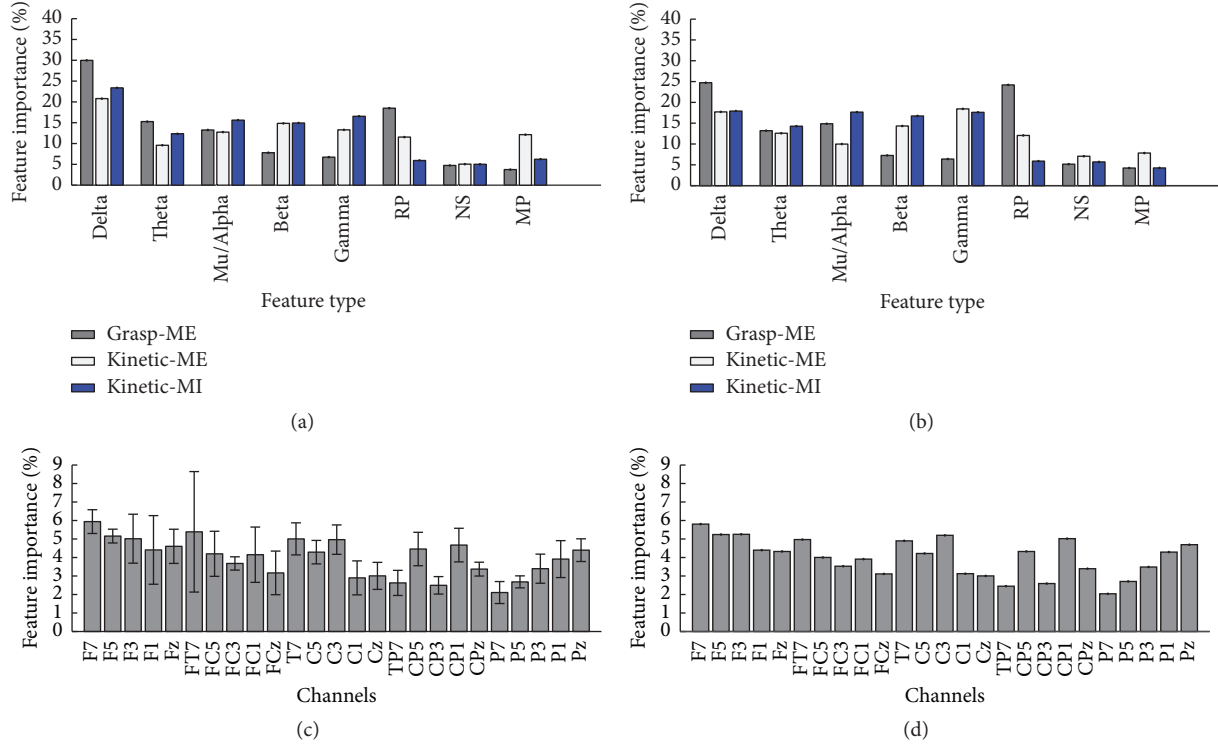 Feature importance (%)
40
35
30
25
20
15
10
5
0
Delta
Theta
Mu/Alpha
Beta
Gamma
RP
NS
MP
Feature type
Grasp-ME
Kinetic-ME
Kinetic-MI
(a)
Feature importance (%)
40
35
30
25
20
15
10
5
0
Delta
Theta
Mu/Alpha
Beta
Gamma
RP
NS
MP
Feature type
Grasp-ME
Kinetic-ME
Kinetic-MI
(b)
Feature importance (%)
9
8
7
6
5
4
3
2
1
0
F7
F5
F3
F1
Fz
FT7
FC5
FC3
FC1
FCz
T7
C5
C3
C1
Cz
TP7
CP5
CP3
CP1
CPz
P7
P5
P3
P1
Pz
Channels
(c)
Feature importance (%)
9
8
7
6
5
4
3
2
1
0
F7
F5
F3
F1
Fz
FT7
FC5
FC3
FC1
FCz
T7
C5
C3
C1
Cz
TP7
CP5
CP3
CP1
CPz
P7
P5
P3
P1
Pz
Channels
(d)